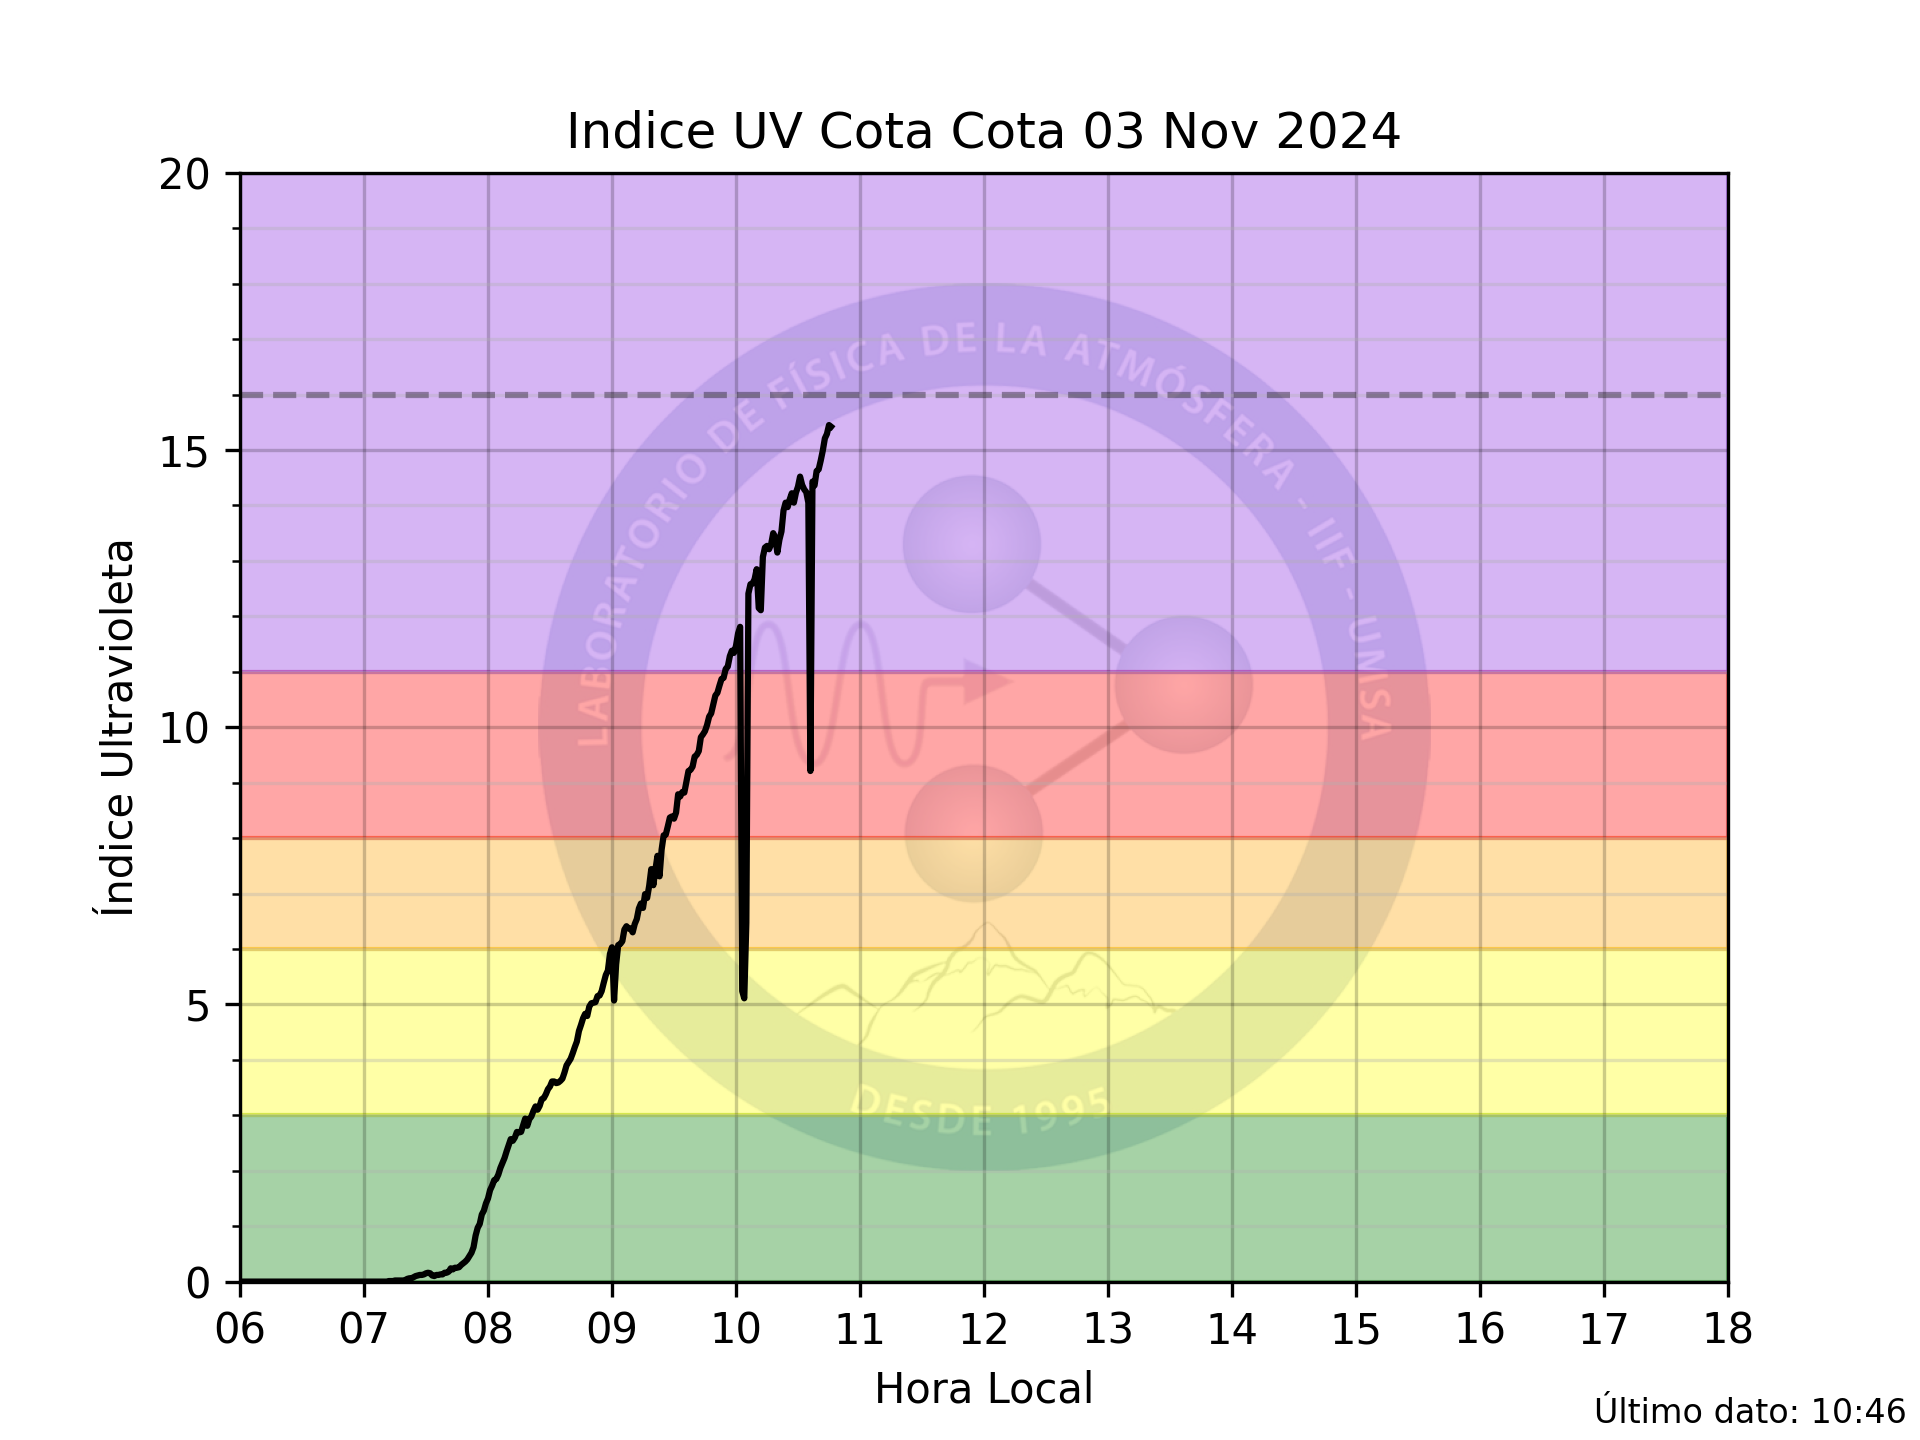 Indice UV Cota Cota 03 Nov 2024
20
15
10
5
0
Índice Ultravioleta
LABORATORIO DE FÍSICA DE LA ATMÓSFERA - IIF - UMSA
DESDE 1995
06 07 08 09 10 11 12 13 14 15 16 17 18
Hora Local
Último dato: 10:46